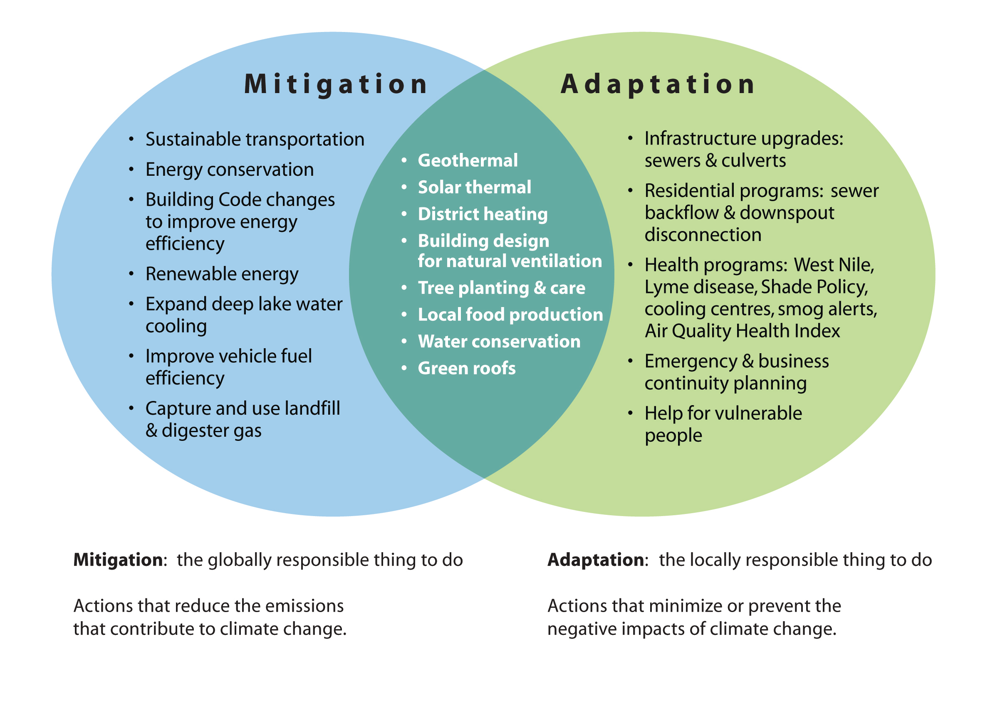 Mitigation
• Sustainable transportation
• Energy conservation
• Building Code changes
to improve energy
efficiency
• Renewable energy
• Expand deep lake water
cooling
• Improve vehicle fuel
efficiency
• Capture and use landfill
& digester gas
• Geothermal
• Solar thermal
• District heating
• Building design
for natural ventilation
• Tree planting & care
• Local food production
• Water conservation
• Green roofs
Adaptation
• Infrastructure upgrades:
sewers & culverts
• Residential programs: sewer
backflow & downspout
disconnection
• Health programs: West Nile,
Lyme disease, Shade Policy,
cooling centres, smog alerts,
Air Quality Health Index
• Emergency & business
continuity planning
• Help for vulnerable
people
Mitigation: the globally responsible thing to do
Actions that reduce the emissions
that contribute to climate change.
Adaptation: the locally responsible thing to do
Actions that minimize or prevent the
negative impacts of climate change.